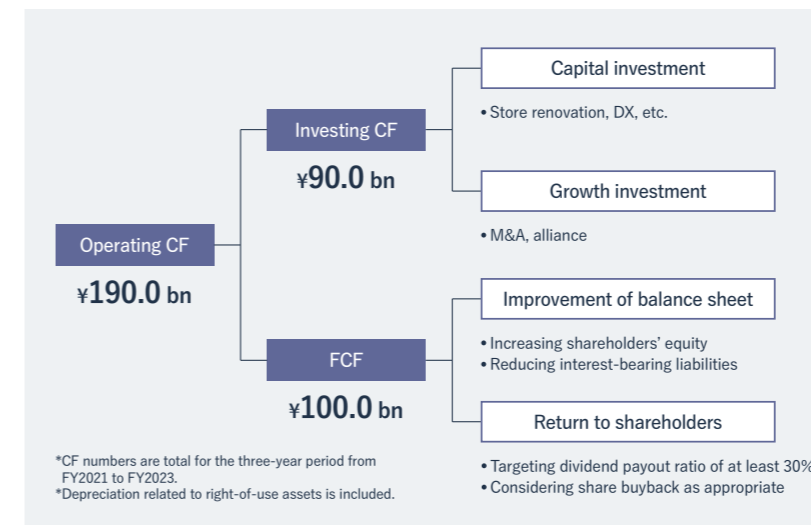 Operating CF
¥190.0 bn
Investing CF
¥90.0 bn
Capital investment
• Store renovation, DX, etc.
Growth investment
• M&A, alliance
FCF
¥100.0 bn
Improvement of balance sheet
• Increasing shareholders’ equity
• Reducing interest-bearing liabilities
Return to shareholders
• Targeting dividend payout ratio of at least 30%
• Considering share buyback as appropriate
*CF numbers are total for the three-year period from
FY2021 to FY2023.
*Depreciation related to right-of-use assets is included.